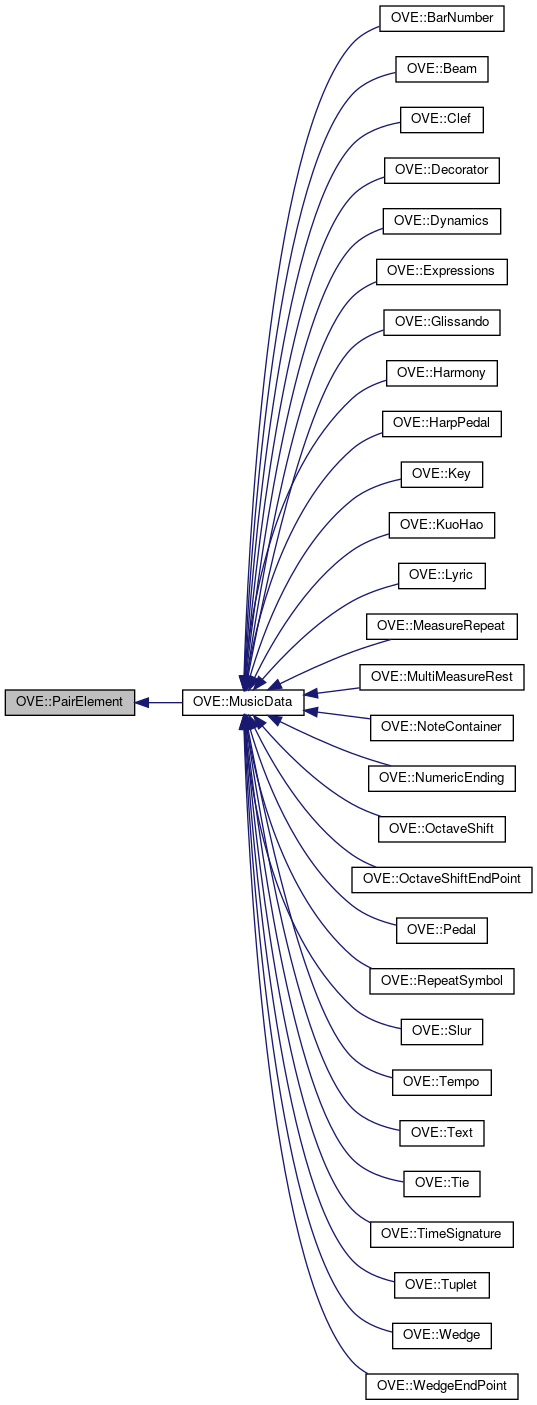 OVE::BarNumber
OVE::Beam
OVE::Clef
OVE::Decorator
OVE::Dynamics
OVE::Expressions
OVE::Glissando
OVE::Harmony
OVE::HarpPedal
OVE::Key
OVE::KuoHao
OVE::Lyric
OVE::MeasureRepeat
OVE::MultiMeasureRest
OVE::PairElement
OVE::MusicData
OVE::NoteContainer
OVE::NumericEnding
OVE::OctaveShift
OVE::OctaveShiftEndPoint
OVE::Pedal
OVE::RepeatSymbol
OVE::Slur
OVE::Tempo
OVE::Text
OVE::Tie
OVE::TimeSignature
OVE::Tuplet
OVE::Wedge
OVE::WedgeEndPoint